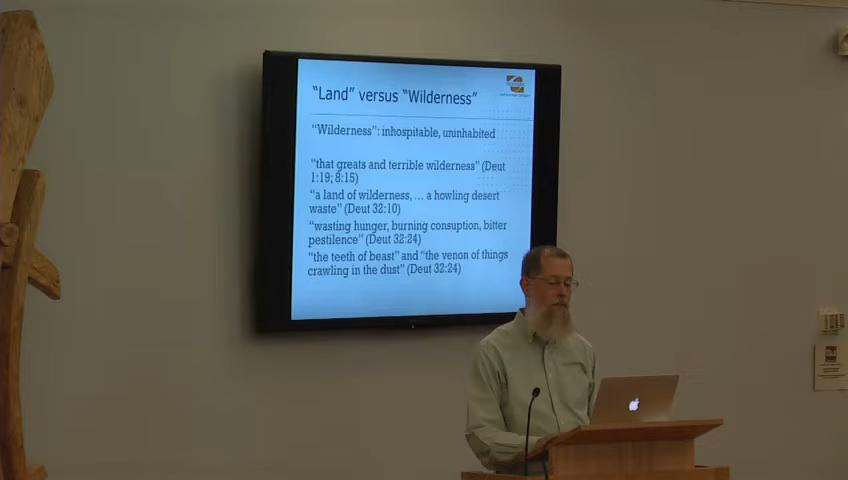 "Land" versus "Wilderness"
"Wilderness": inhospitable, uninhabited
"that greats and terrible wilderness" (Deut
1:19; 8:15)
"a land of wilderness, ... a howling desert
waste" (Deut 32:10)
"wasting hunger, burning consuption, bitter
pestilence" (Deut 32:24)
"the teeth of beast" and "the venon of things
crawling in the dust" (Deut 32:24)